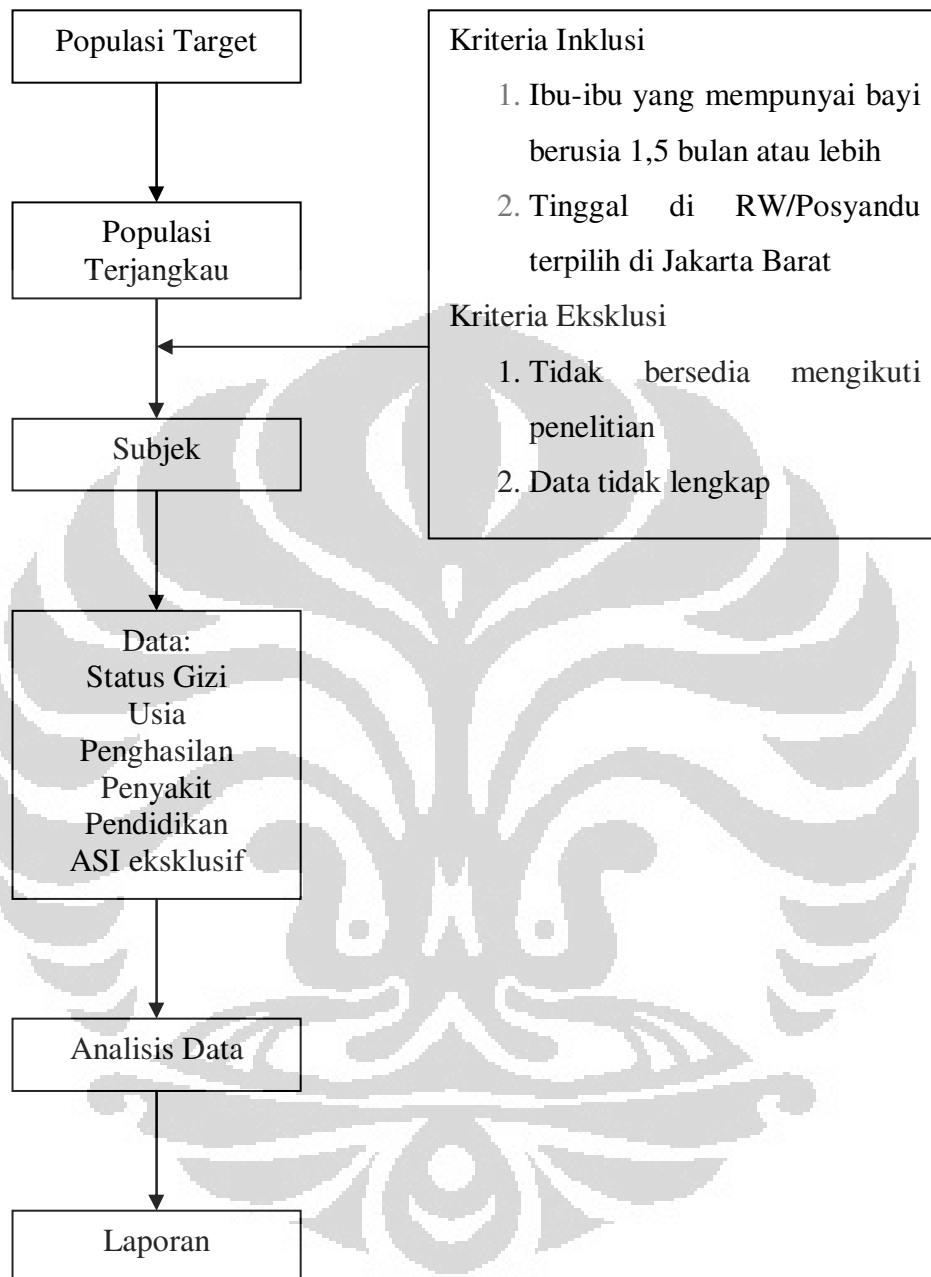 Populasi Target
Populasi
Terjangkau
Kriteria Inklusi
1. Ibu-ibu yang mempunyai bayi
berusia 1,5 bulan atau lebih
2. Tinggal di RW/Posyandu
terpilih di Jakarta Barat
Kriteria Eksklusi
1. Tidak bersedia mengikuti
penelitian
2. Data tidak lengkap
Subjek
Data:
Status Gizi
Usia
Penghasilan
Penyakit
Pendidikan
ASI eksklusif
Analisis Data
Laporan